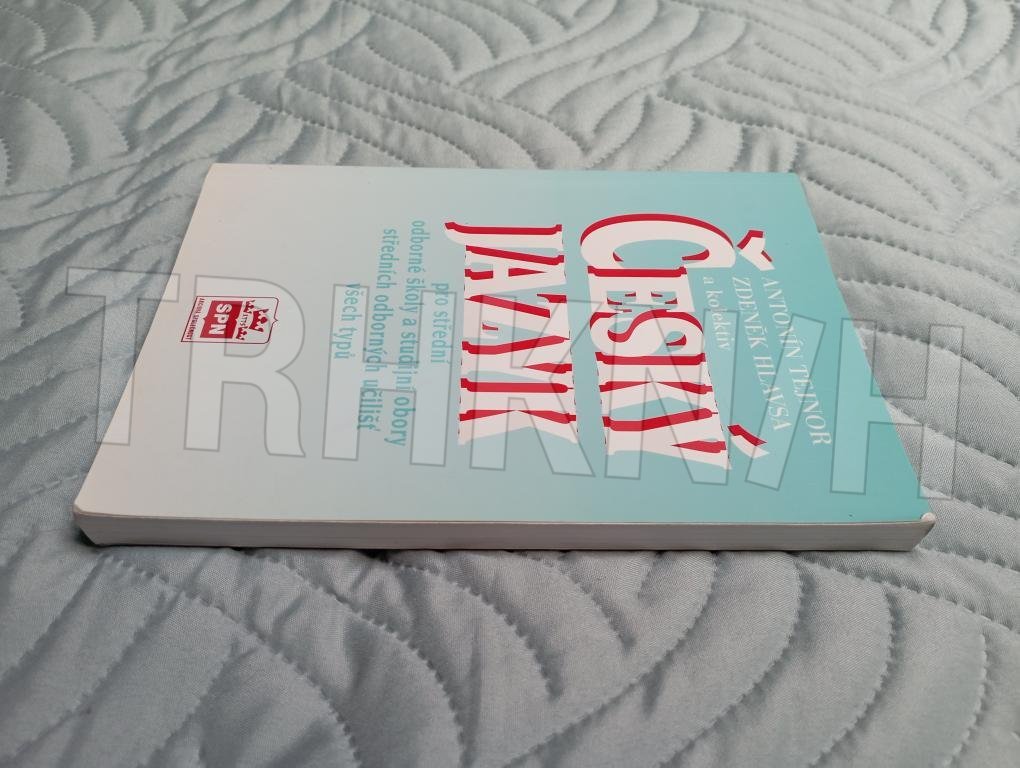 ANTONÍN TEJNOR
ZDENĚK HLAVSA
a kolektiv
ČESKÝ
JAZYK
pro střední
odborné školy a studijní obory
středních odborných učilišť
všech typů
SPN
TRHKNIH